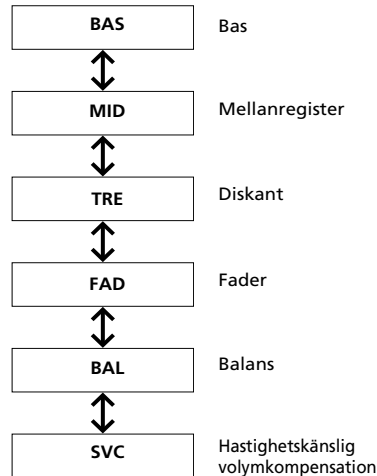 BAS Bas
MID Mellanregister
TRE Diskant
FAD Fader
BAL Balans
SVC Hastighetskänslig
volymkompensation